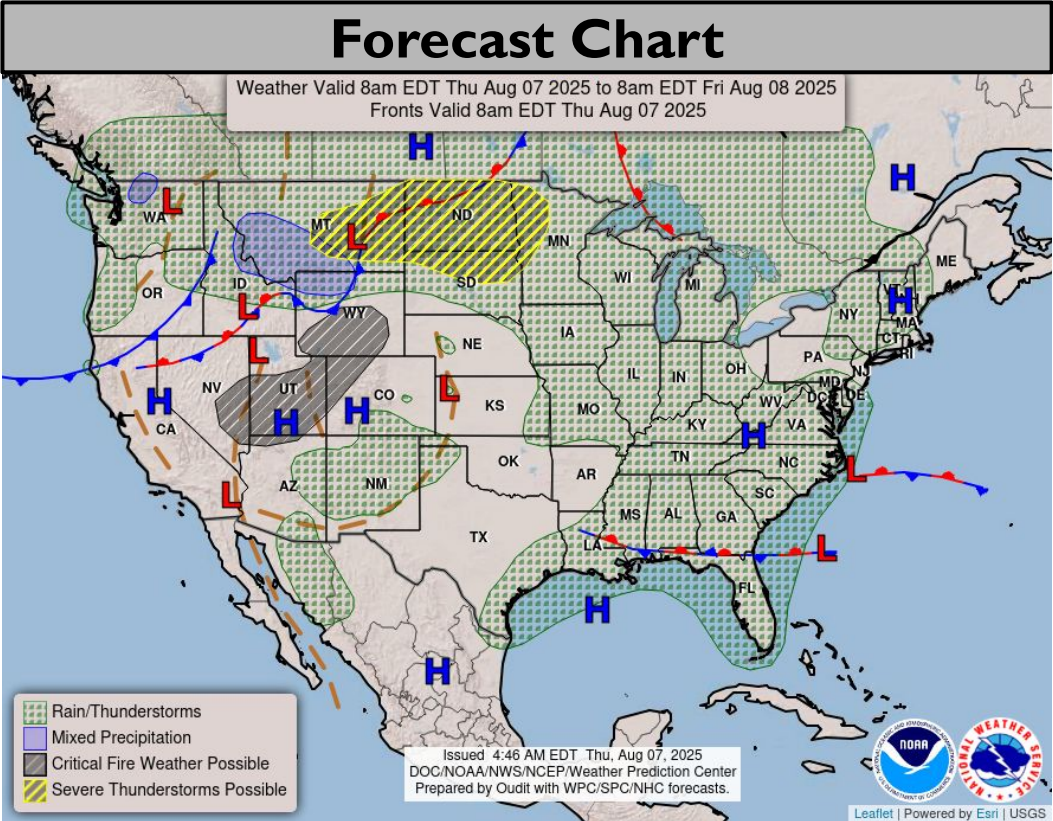 Forecast Chart
Weather Valid 8am EDT Thu Aug 07 2025 to 8am EDT Fri Aug 08 2025
Fronts Valid 8am EDT Thu Aug 07 2025
H
H
L
WA
MT
ND
L
MN
ME
SD
WI
MI
ID
OR
VT
H
L
WY
NY
MA
IA
CT
RI
NE
L
PA
OH
NJ
IL
IN
NV
UT
CO
L
MD
DE
DC
H
H
H
KS
MO
WV
VA
CA
KY
H
TN
NC
OK
L
AR
AZ
NM
SC
L
MS
AL
GA
TX
LA
L
FL
H
H
Rain/Thunderstorms
Mixed Precipitation
Critical Fire Weather Possible
Severe Thunderstorms Possible
Issued 4:46 AM EDT Thu, Aug 07, 2025
DOC/NOAA/NWS/NCEP/Weather Prediction Center
Prepared by Oudit with WPC/SPC/NHC forecasts.
NOAA
NATIONAL WEATHER SERVICE
Leaflet | Powered by Esri | USGS